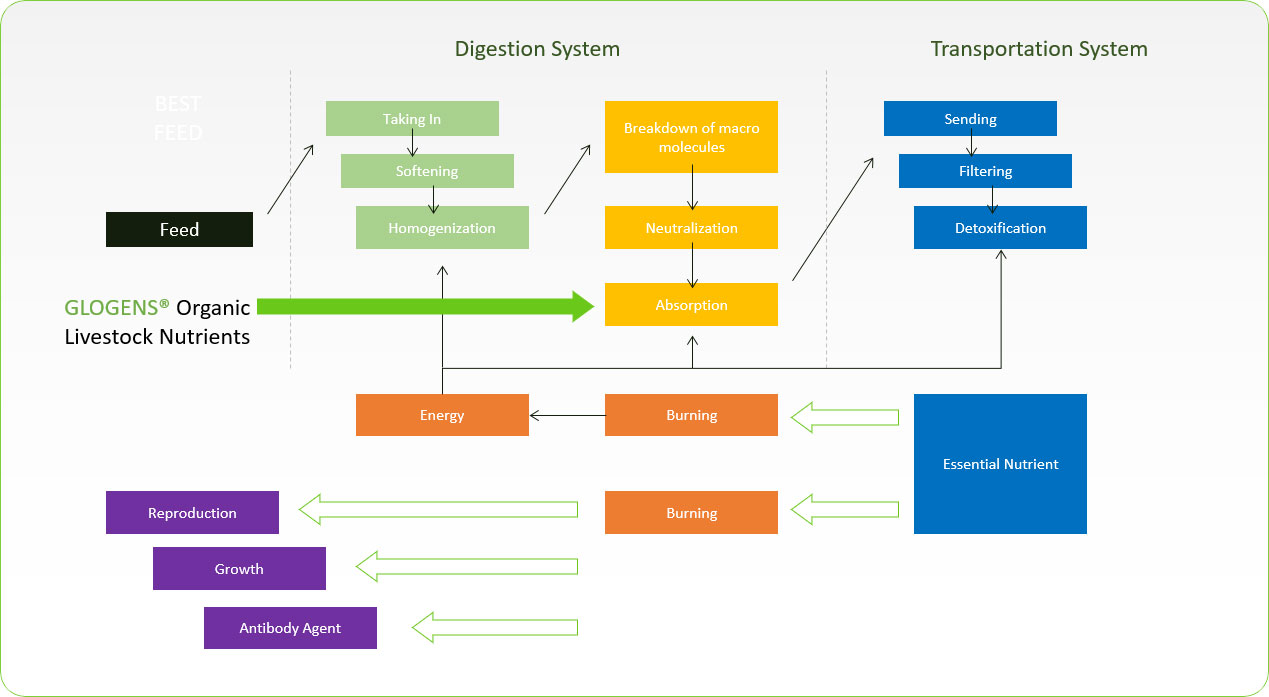 Digestion System
Transportation System
BEST
FEED
Taking In
Softening
Homogenization
Breakdown of macro
molecules
Neutralization
Absorption
Sending
Filtering
Detoxification
Feed
GLOGENS® Organic
Livestock Nutrients
Energy
Burning
Essential Nutrient
Reproduction
Burning
Growth
Antibody Agent